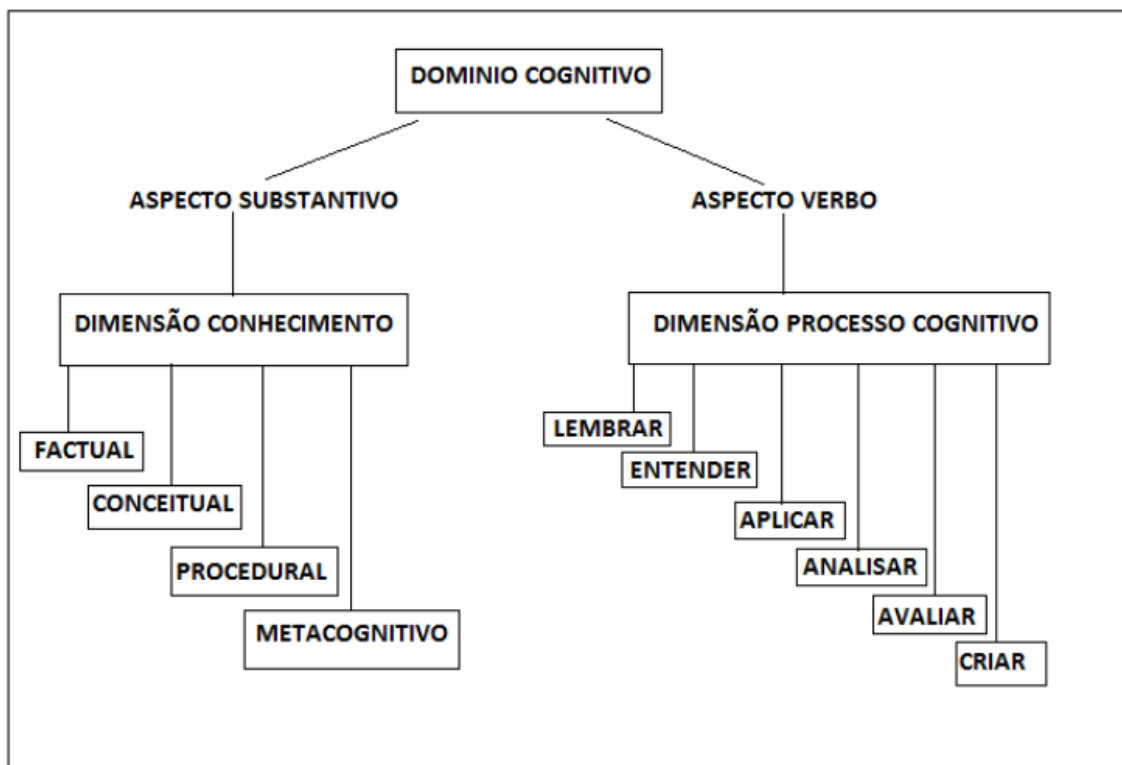 DOMINIO COGNITIVO
ASPECTO SUBSTANTIVO
ASPECTO VERBO
DIMENSÃO CONHECIMENTO
DIMENSÃO PROCESSO COGNITIVO
FACTUAL
CONCEITUAL
PROCEDURAL
METACOGNITIVO
LEMBRAR
ENTENDER
APLICAR
ANALISAR
AVALIAR
CRIAR